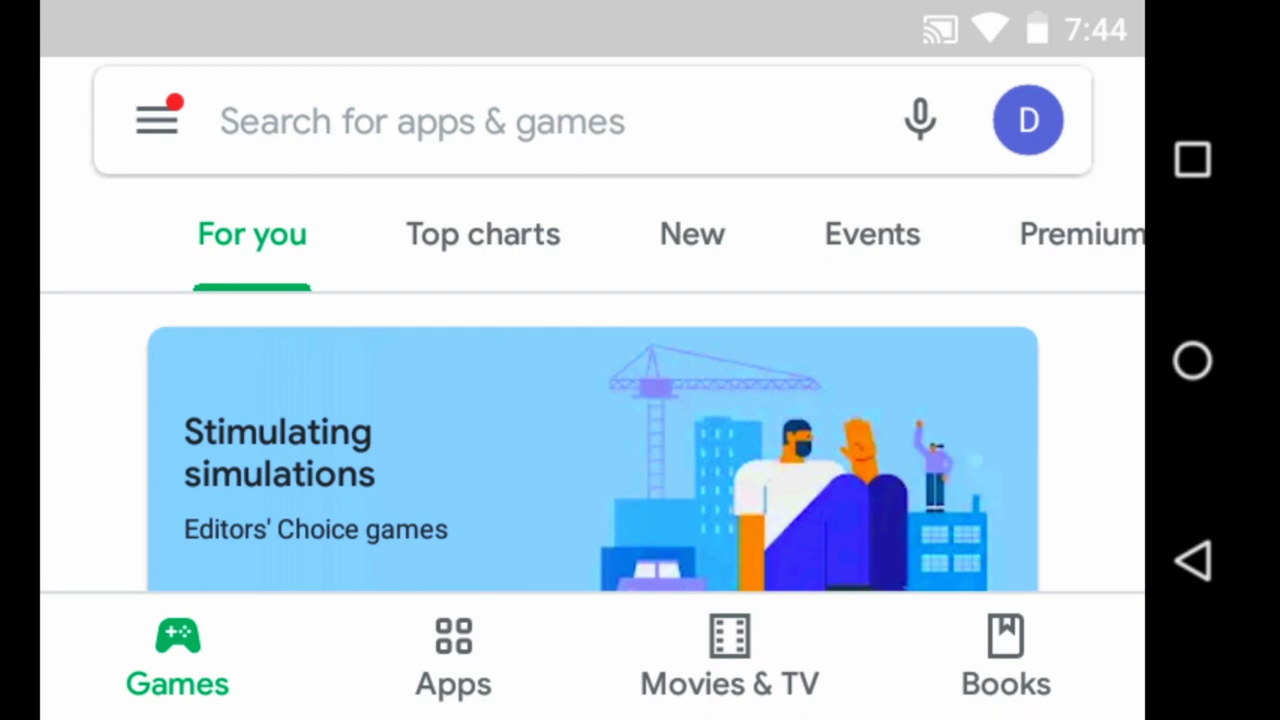 7:44
Search for apps & games
D
For you Top charts New Events Premium
Stimulating
simulations
Editors' Choice games
Games Apps Movies & TV Books